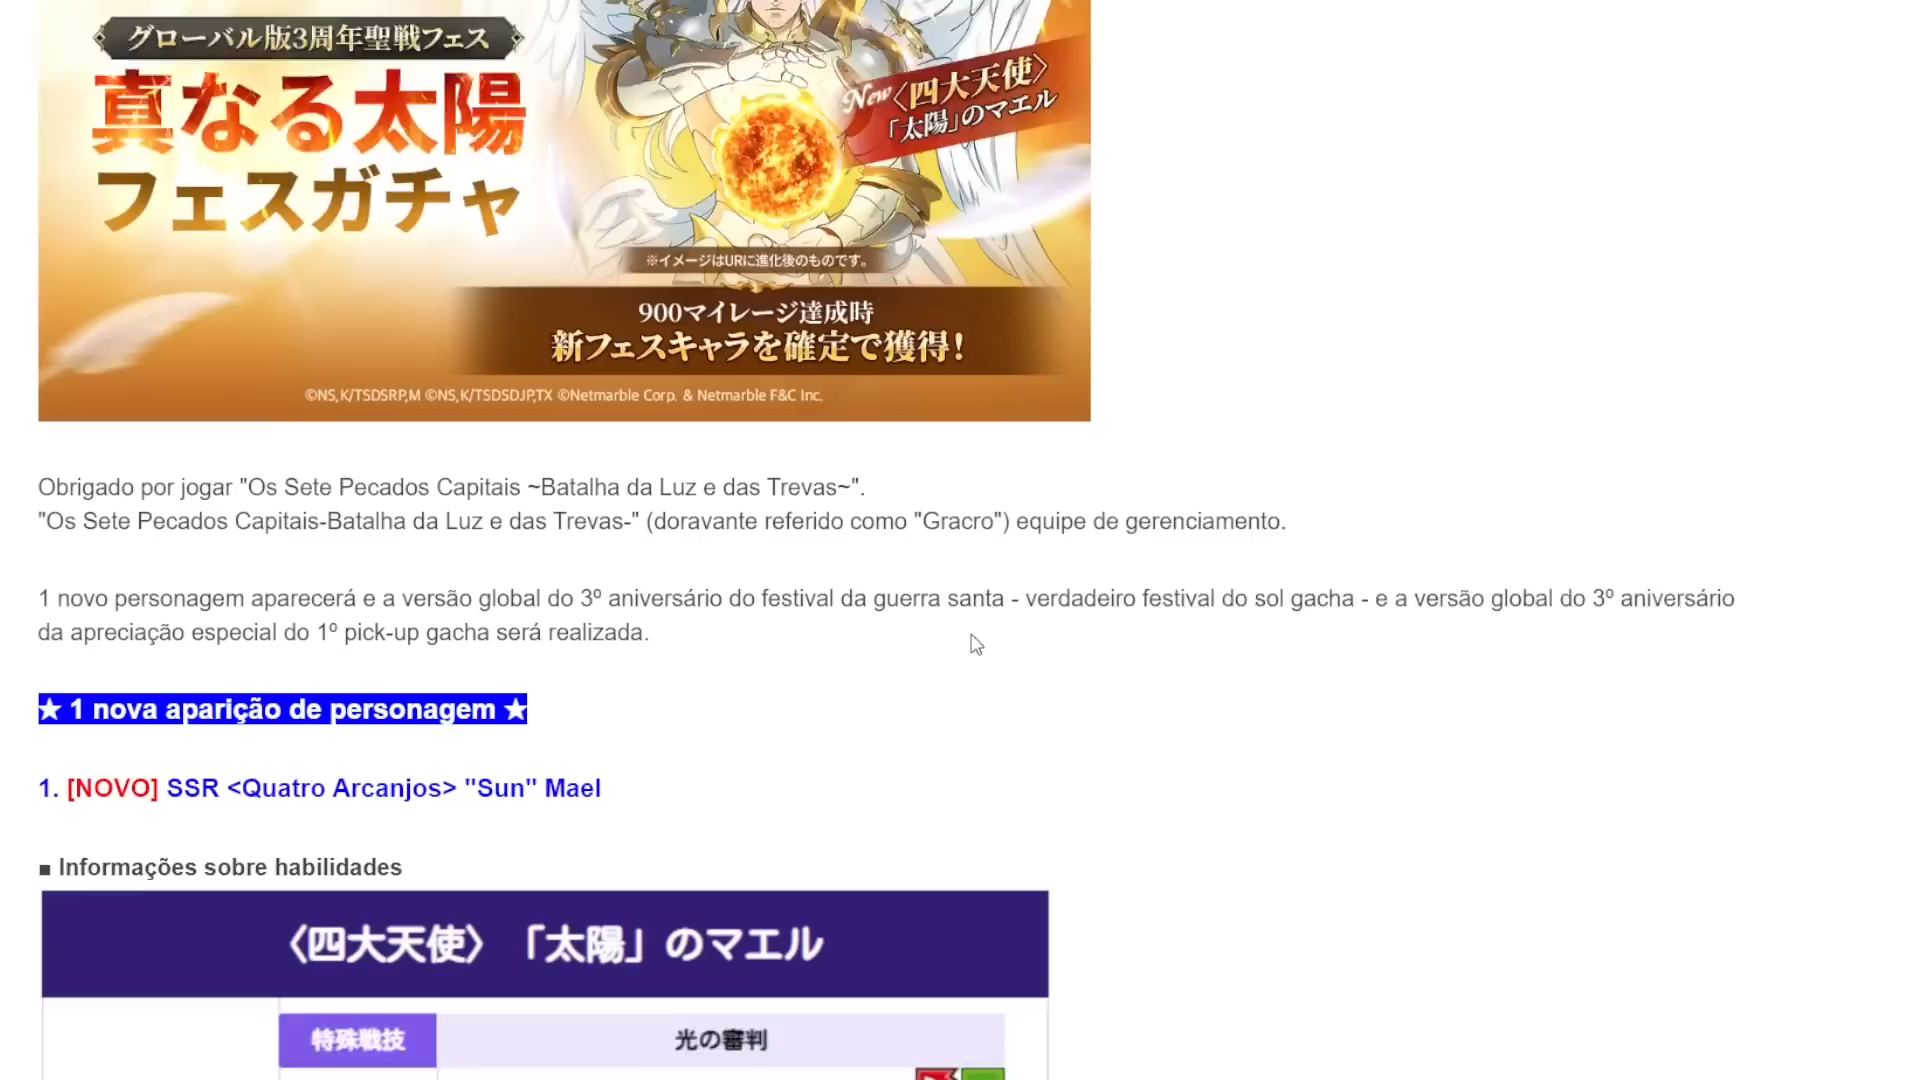 グローバル版3周年聖戦フェス
真なる太陽
フェスガチャ
New〈四大天使〉
「太陽」のマエル
※イメージはURに進化後のものです。
900マイレージ達成時
新フェスキャラを確定で獲得!
©NS,K/TSDSRP,M ©NS,K/TSDSDJP,TX ©Netmarble Corp. & Netmarble F&C Inc.
Obrigado por jogar "Os Sete Pecados Capitais ~Batalha da Luz e das Trevas~".
"Os Sete Pecados Capitais-Batalha da Luz e das Trevas-" (doravante referido como "Gracro") equipe de gerenciamento.
1 novo personagem aparecerá e a versão global do 3º aniversário do festival da guerra santa - verdadeiro festival do sol gacha - e a versão global do 3º aniversário
da apreciação especial do 1º pick-up gacha será realizada.
★ 1 nova aparição de personagem ★
1. [NOVO] SSR <Quatro Arcanjos> "Sun" Mael
■ Informações sobre habilidades
〈四大天使〉「太陽」のマエル
特殊戦技
光の審判